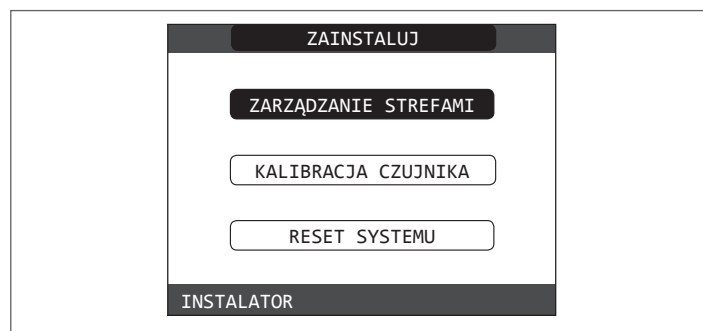 ZAINSTALUJ
ZARZĄDZANIE STREFAMI
KALIBRACJA CZUJNIKA
RESET SYSTEMU
INSTALATOR